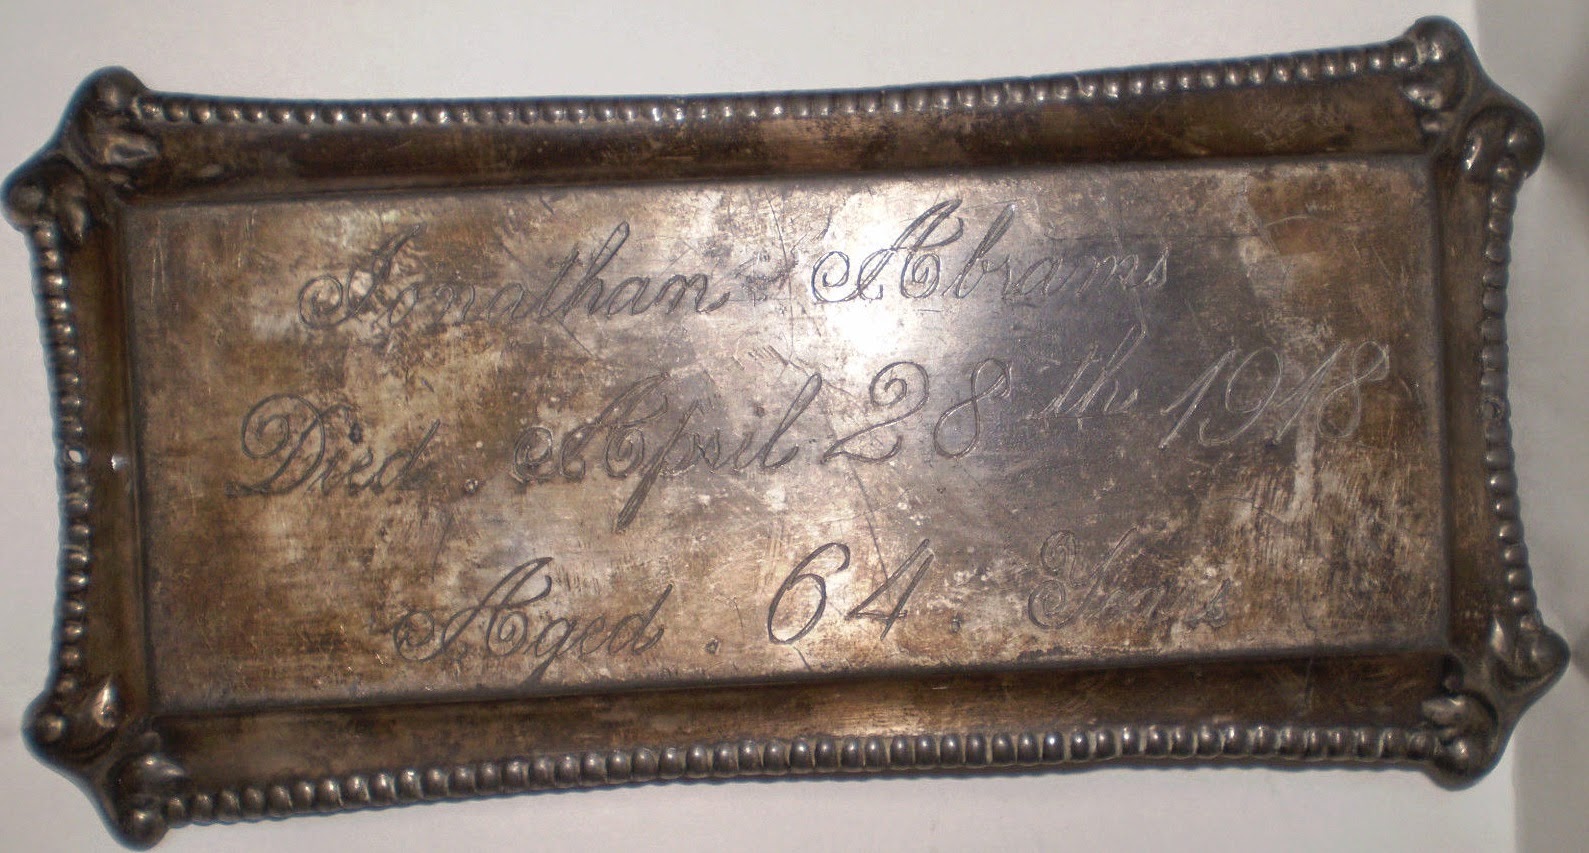 Jonathan Abrams
Died April 28th 1918
Aged. 64. Years